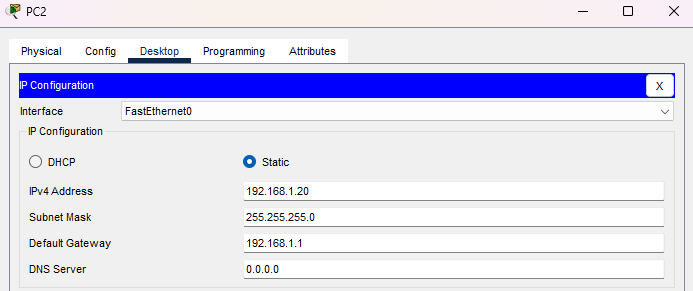 PC2
Physical Config Desktop Programming Attributes
IP Configuration X
Interface FastEthernet0
IP Configuration
DHCP Static
IPv4 Address 192.168.1.20
Subnet Mask 255.255.255.0
Default Gateway 192.168.1.1
DNS Server 0.0.0.0